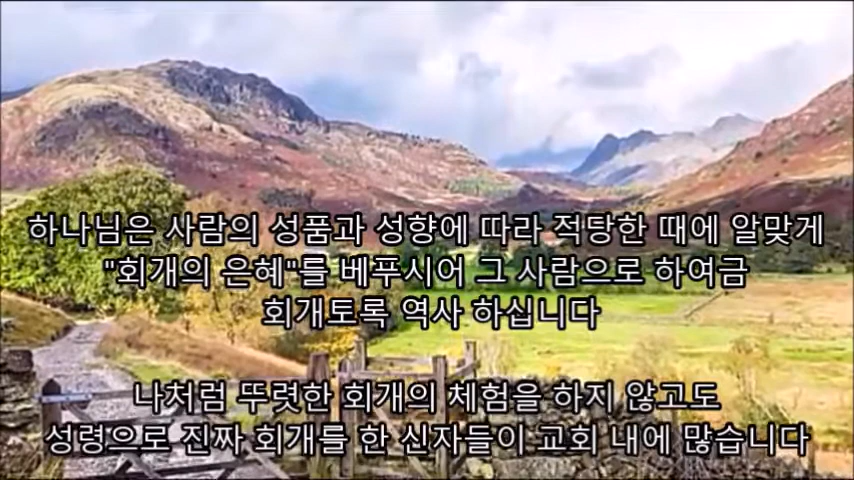 하나님은 사람의 성품과 성향에 따라 적탕한 때에 알맞게
"회개의 은혜"를 베푸시어 그 사람으로 하여금
회개토록 역사 하십니다
나처럼 뚜렷한 회개의 체험을 하지 않고도
성령으로 진짜 회개를 한 신자들이 교회 내에 많습니다